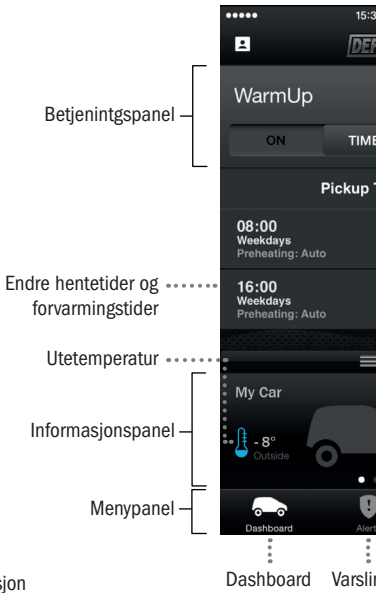 15:3
DEF
Betjenintgspanel
WarmUp
ON
TIME
Pickup T
08:00
Weekdays
Preheating: Auto
Endre hentetider og
forvarmingstider
16:00
Weekdays
Preheating: Auto
Utetemperatur
My Car
Informasjonspanel
- 8°
Outside
Menypanel
Dashboard
Alert
Dashboard
Varslin
sjon